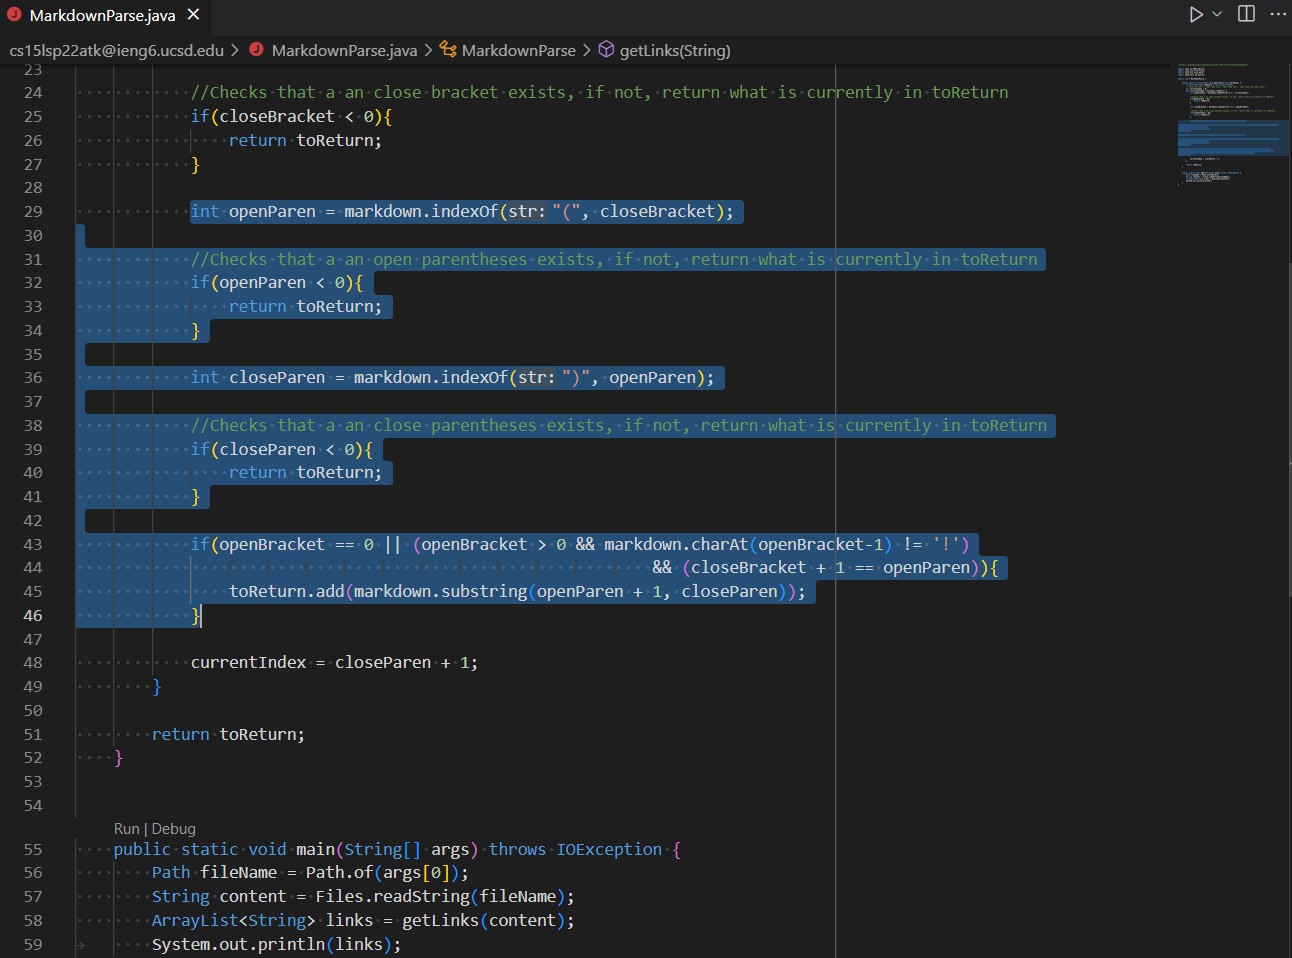 MarkdownParse.java
cs15lsp22atk@ieng6.ucsd.edu > MarkdownParse.java > MarkdownParse > getLinks(String)
23
24 //Checks that a an close bracket exists, if not, return what is currently in toReturn
25 if(closeBracket < 0){
26 return toReturn;
27 }
28
29 int openParen = markdown.indexOf(str: "(", closeBracket);
30
31 //Checks that a an open parentheses exists, if not, return what is currently in toReturn
32 if(openParen < 0){
33 return toReturn;
34 }
35
36 int closeParen = markdown.indexOf(str: ")", openParen);
37
38 //Checks that a an close parentheses exists, if not, return what is currently in toReturn
39 if(closeParen < 0){
40 return toReturn;
41 }
42
43 if(openBracket == 0 || (openBracket > 0 && markdown.charAt(openBracket-1) != '!')
44 && (closeBracket + 1 == openParen)){
45 toReturn.add(markdown.substring(openParen + 1, closeParen));
46 }
47
48 currentIndex = closeParen + 1;
49 }
50
51 return toReturn;
52 }
53
54
Run | Debug
55 public static void main(String[] args) throws IOException {
56 Path fileName = Path.of(args[0]);
57 String content = Files.readString(fileName);
58 ArrayList<String> links = getLinks(content);
59 System.out.println(links);